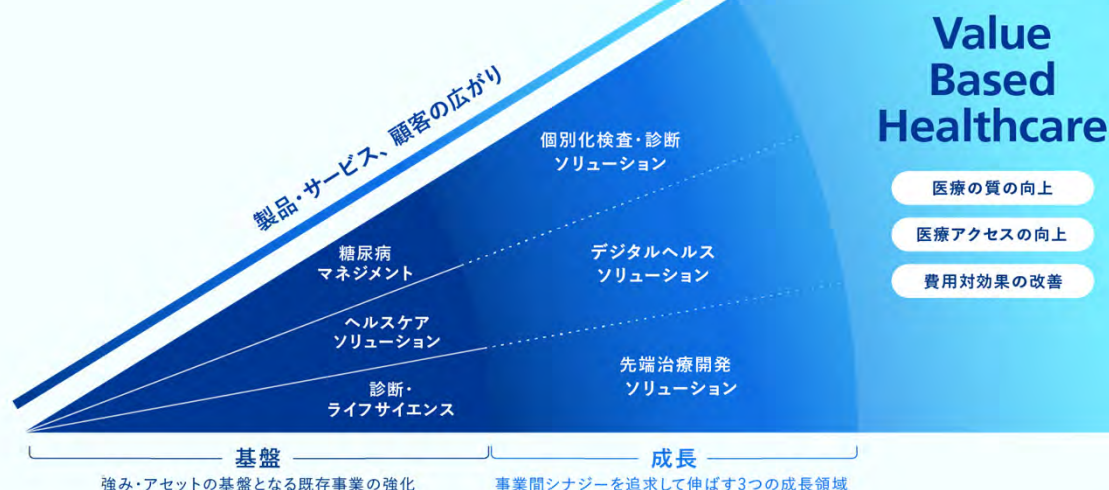 Value
Based
Healthcare
医療の質の向上
医療アクセスの向上
費用対効果の改善
製品・サービス、顧客の広がり
個別化検査・診断
ソリューション
糖尿病
マネジメント
デジタルヘルス
ソリューション
ヘルスケア
ソリューション
先端治療開発
ソリューション
診断・
ライフサイエンス
基盤
強み・アセットの基盤となる既存事業の強化
成長
事業間シナジーを追求して伸ばす3つの成長領域